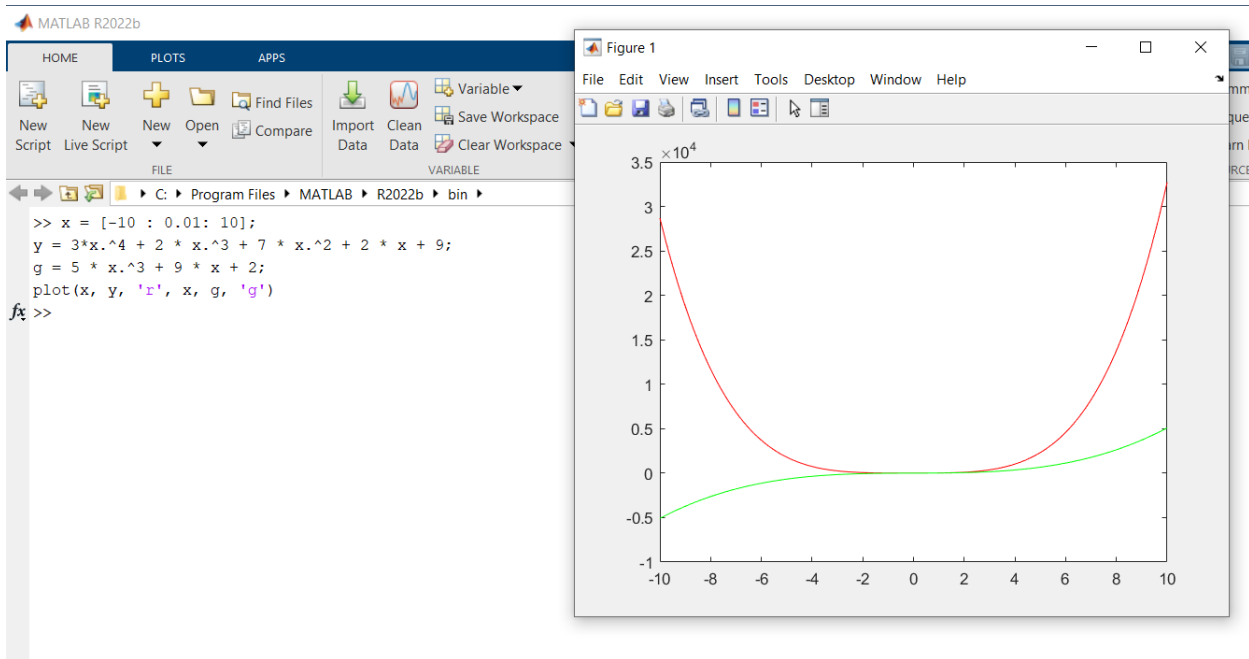 MATLAB R2022b
HOME PLOTS APPS
New Script
New Live Script
New
Open
Find Files
Compare
Import Data
Clean Data
Variable
Save Workspace
Clear Workspace
FILE
VARIABLE
C: Program Files MATLAB R2022b bin
>> x = [-10 : 0.01: 10];
y = 3*x.^4 + 2 * x.^3 + 7 * x.^2 + 2 * x + 9;
g = 5 * x.^3 + 9 * x + 2;
plot(x, y, 'r', x, g, 'g')
fx >>
Figure 1
File Edit View Insert Tools Desktop Window Help
×10^4
3.5
3
2.5
2
1.5
1
0.5
0
-0.5
-1
-10 -8 -6 -4 -2 0 2 4 6 8 10